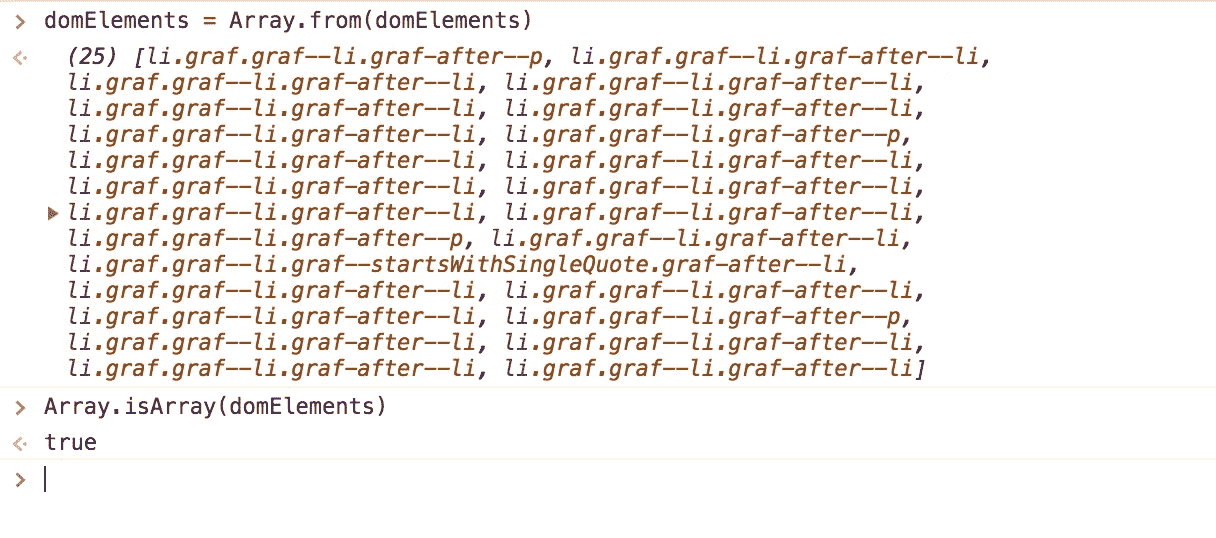 > domElements = Array.from(domElements)
(25) [li.graf.graf--li.graf-after--p, li.graf.graf--li.graf-after--li,
li.graf.graf--li.graf-after--li, li.graf.graf--li.graf-after--li,
li.graf.graf--li.graf-after--li, li.graf.graf--li.graf-after--li,
li.graf.graf--li.graf-after--li, li.graf.graf--li.graf-after--p,
li.graf.graf--li.graf-after--li, li.graf.graf--li.graf-after--li,
li.graf.graf--li.graf-after--li, li.graf.graf--li.graf-after--li,
li.graf.graf--li.graf-after--li, li.graf.graf--li.graf-after--li,
li.graf.graf--li.graf-after--p, li.graf.graf--li.graf-after--li,
li.graf.graf--li.graf--startsWithSingleQuote.graf-after--li,
li.graf.graf--li.graf-after--li, li.graf.graf--li.graf-after--li,
li.graf.graf--li.graf-after--li, li.graf.graf--li.graf-after--p,
li.graf.graf--li.graf-after--li, li.graf.graf--li.graf-after--li,
li.graf.graf--li.graf-after--li, li.graf.graf--li.graf-after--li]
> Array.isArray(domElements)
true
>